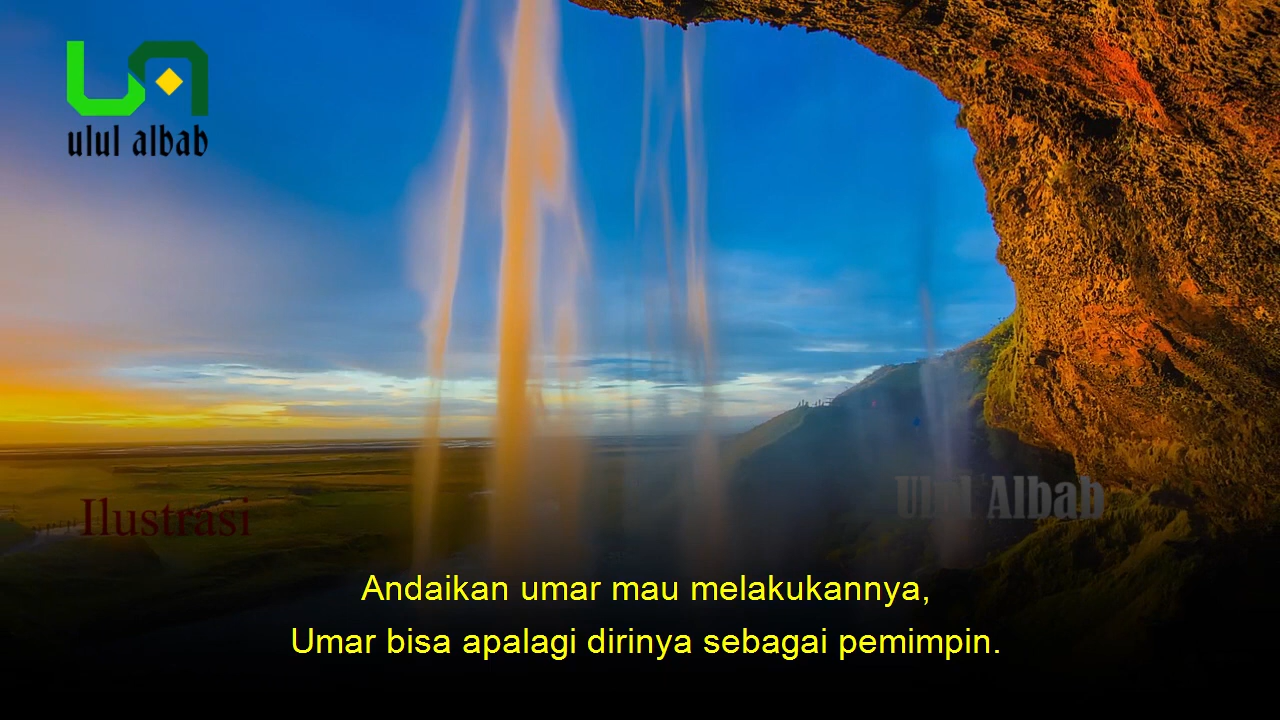 ulul albab
Ulul Albab
Ilustrasi
Andaikan umar mau melakukannya,
Umar bisa apalagi dirinya sebagai pemimpin.